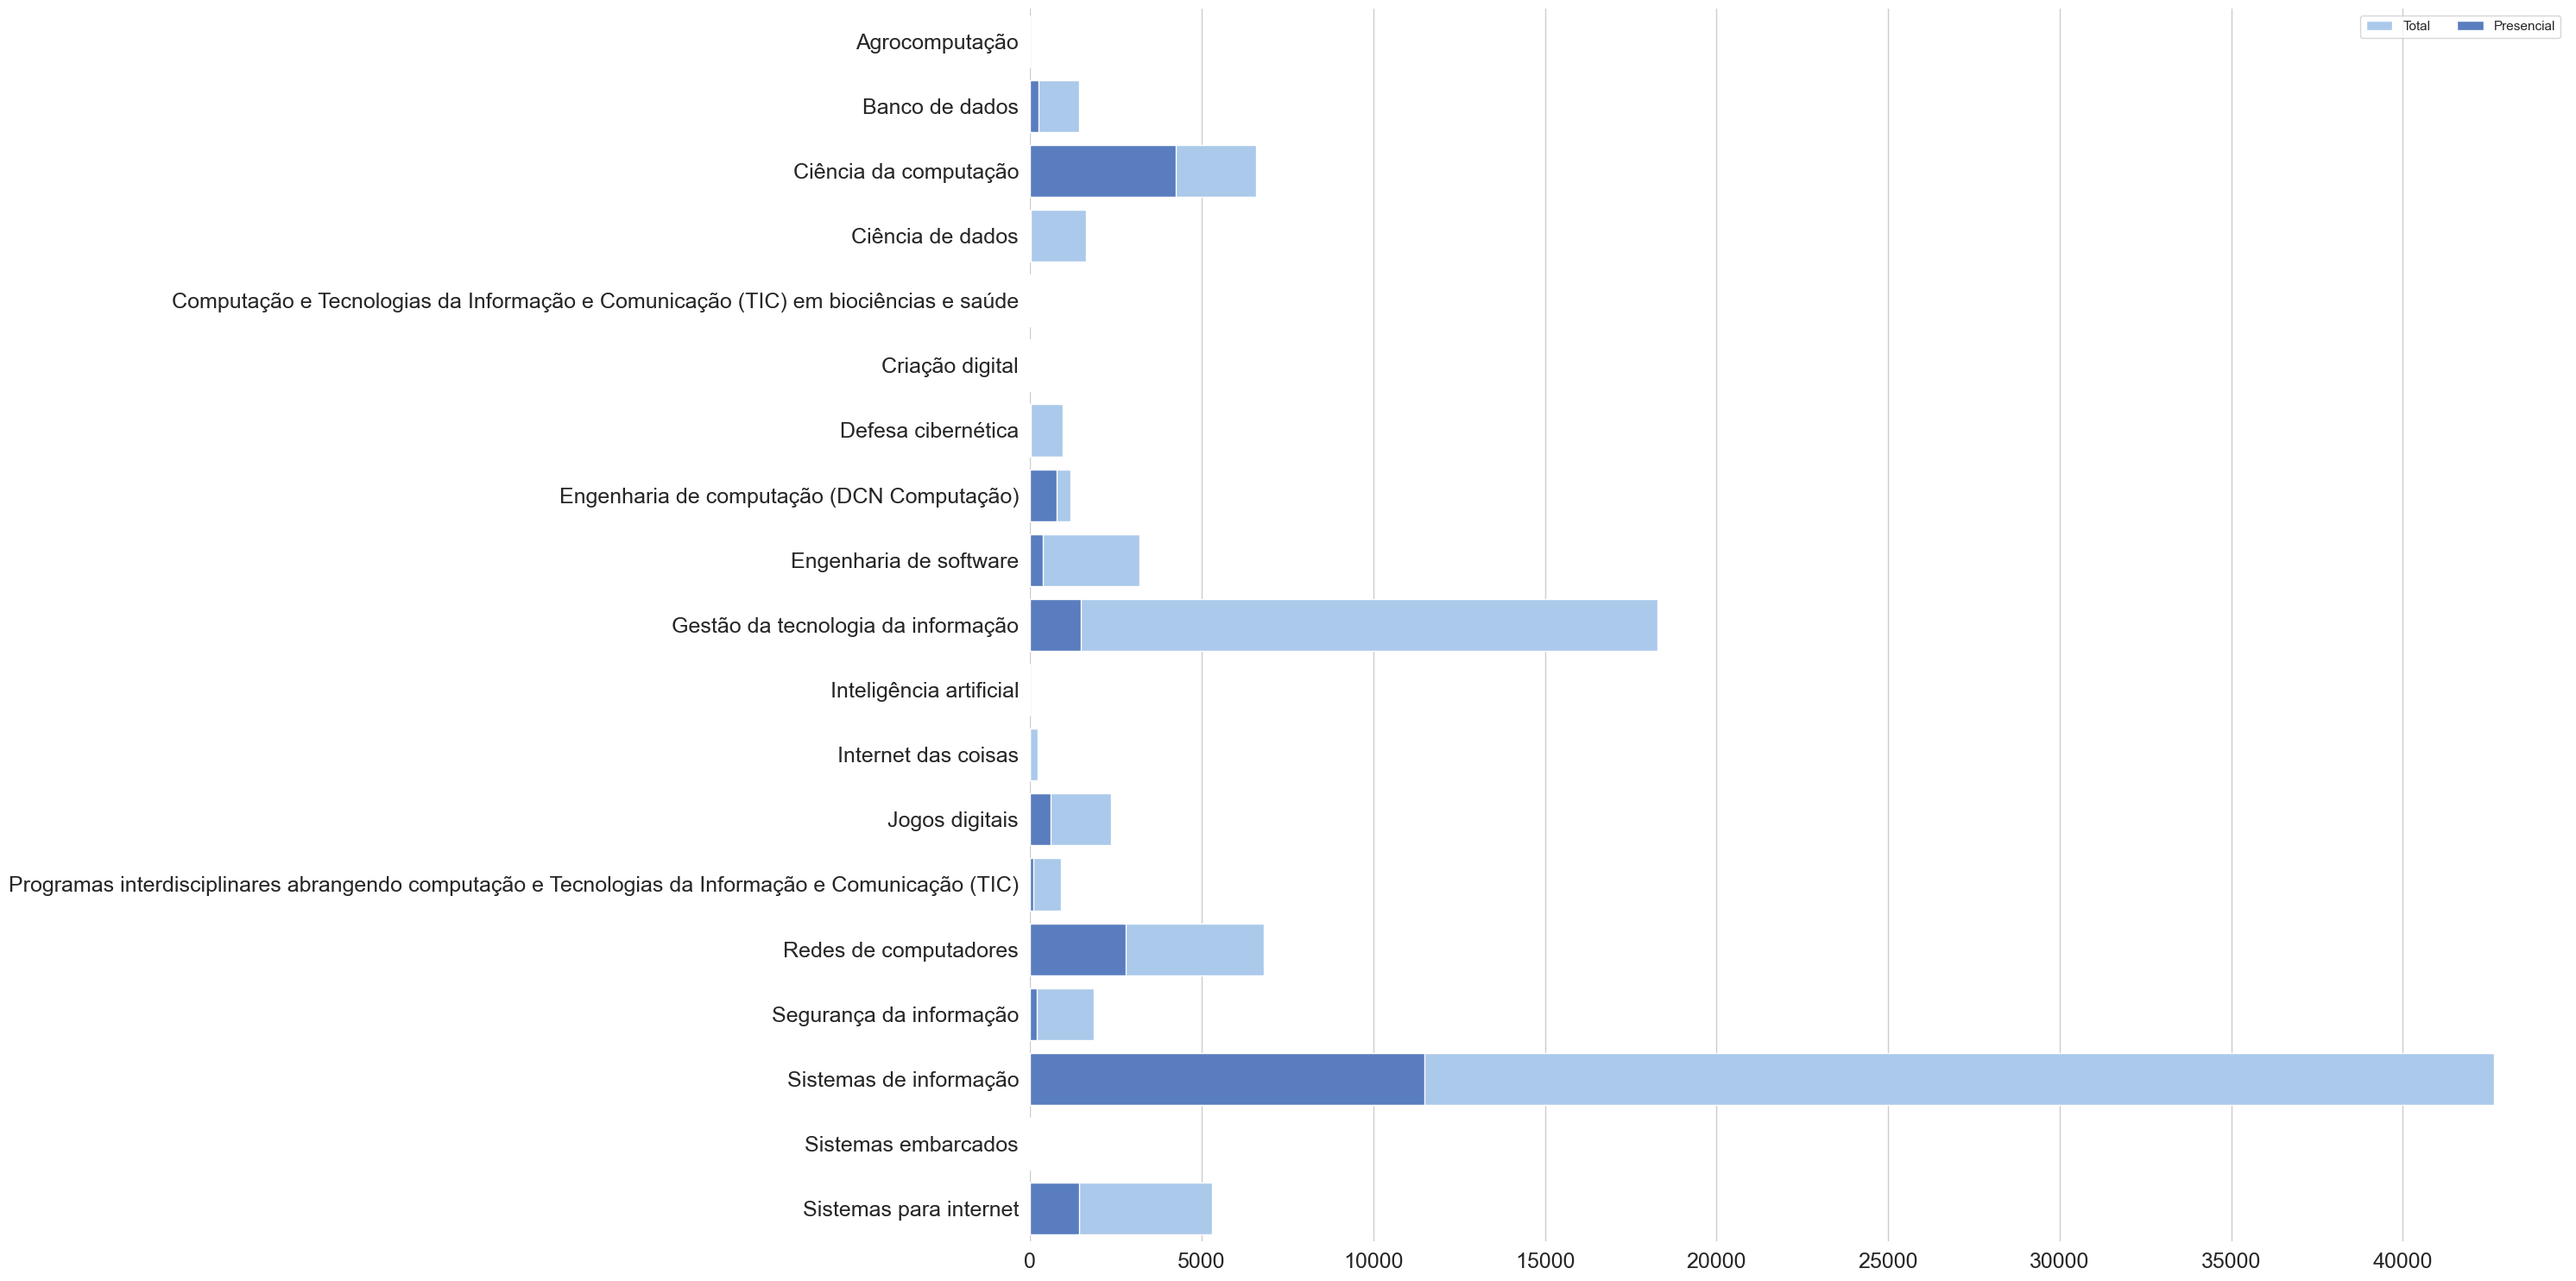 Total Presencial
Agrocomputação
Banco de dados
Ciência da computação
Ciência de dados
Computação e Tecnologias da Informação e Comunicação (TIC) em biociências e saúde
Criação digital
Defesa cibernética
Engenharia de computação (DCN Computação)
Engenharia de software
Gestão da tecnologia da informação
Inteligência artificial
Internet das coisas
Jogos digitais
Programas interdisciplinares abrangendo computação e Tecnologias da Informação e Comunicação (TIC)
Redes de computadores
Segurança da informação
Sistemas de informação
Sistemas embarcados
Sistemas para internet
0 5000 10000 15000 20000 25000 30000 35000 40000